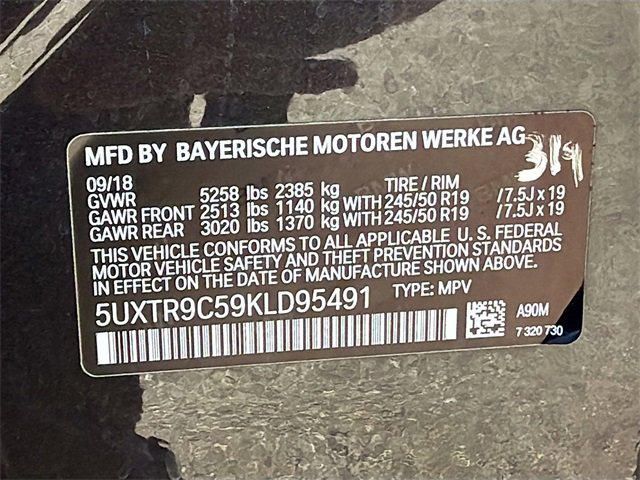 MFD BY BAYERISCHE MOTOREN WERKE AG
319
09/18 TIRE / RIM
GVWR 5258 lbs 2385 kg
GAWR FRONT 2513 lbs 1140 kg WITH 245/50 R19 / 7.5J x 19
GAWR REAR 3020 lbs 1370 kg WITH 245/50 R19 / 7.5J x 19
THIS VEHICLE CONFORMS TO ALL APPLICABLE U. S. FEDERAL
MOTOR VEHICLE SAFETY AND THEFT PREVENTION STANDARDS
IN EFFECT ON THE DATE OF MANUFACTURE SHOWN ABOVE.
5UXTR9C59KLD95491 TYPE: MPV
A90M
7 320 730